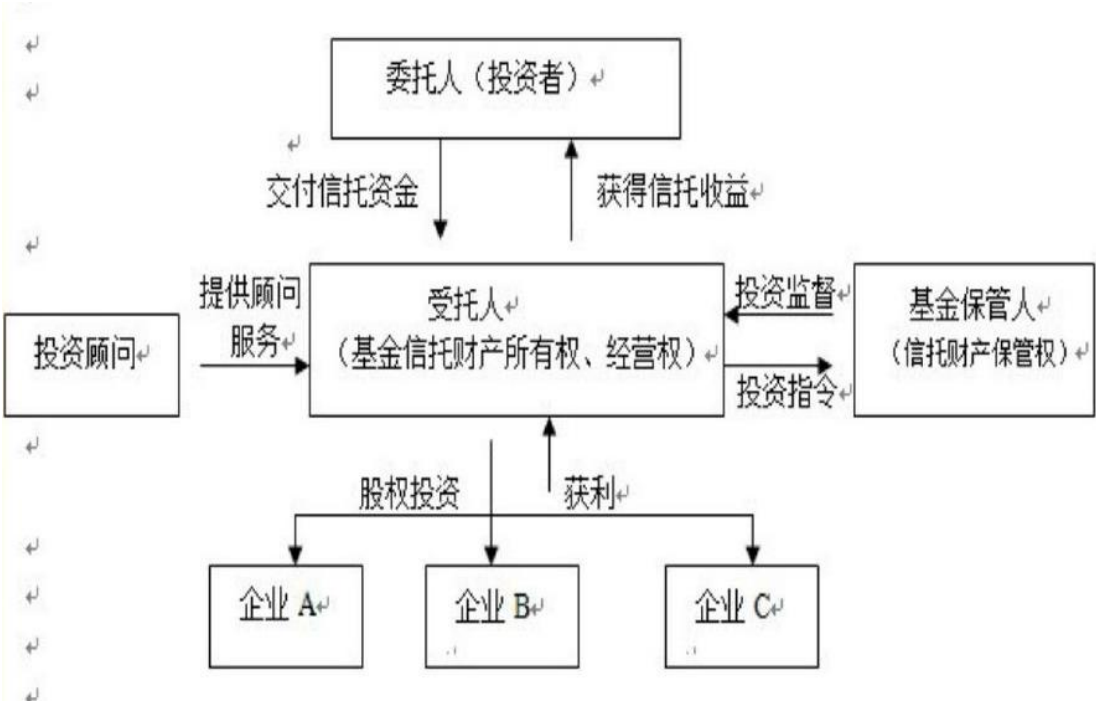 委托人（投资者）
交付信托资金
获得信托收益
提供顾问
服务
投资顾问
受托人
（基金信托财产所有权、经营权）
投资监督
投资指令
基金保管人
（信托财产保管权）
股权投资
获利
企业 A
企业 B
企业 C